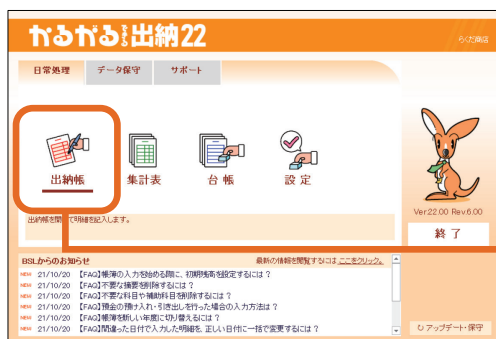 かるがるできる出納22
らくだ商店
日常処理 データ保守 サポート
出納帳 集計表 台帳 設定
出納帳を開いて明細を記入します。
Ver.22.00 Rev.6.00
終了
BSLからのお知らせ 最新の情報を閲覧するには ここをクリック。
NEW 21/10/20 【FAQ】帳簿の入力を始める際に、初期残高を設定するには？
NEW 21/10/20 【FAQ】不要な摘要を削除するには？
NEW 21/10/20 【FAQ】不要な科目や補助科目を削除するには？
NEW 21/10/20 【FAQ】預金の預け入れ・引き出しを行った場合の入力方法は？
NEW 21/10/20 【FAQ】帳簿を新しい年度に切り替えるには？
NEW 21/10/20 【FAQ】間違った日付で入力した明細を、正しい日付に一括で変更するには？
アップデート・保守